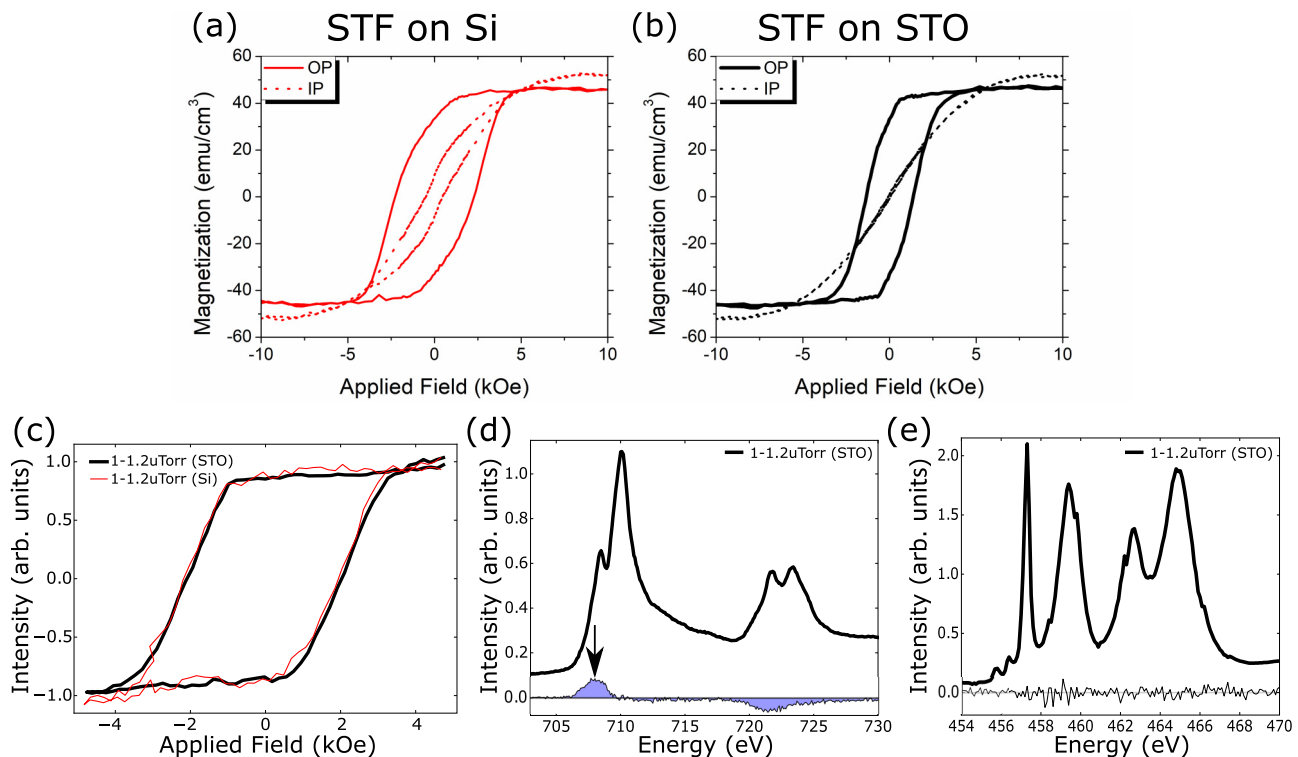 (a) STF on Si
60
40
20
0
-20
-40
-60
Magnetization (emu/cm³)
OP
IP
-10 -5 0 5 10
Applied Field (kOe)
(b) STF on STO
60
40
20
0
-20
-40
-60
Magnetization (emu/cm³)
OP
IP
-10 -5 0 5 10
Applied Field (kOe)
(c)
1.0
0.5
0.0
−0.5
−1.0
Intensity (arb. units)
1-1.2uTorr (STO)
1-1.2uTorr (Si)
−4 −2 0 2 4
Applied Field (kOe)
(d)
1.0
0.8
0.6
0.4
0.2
0.0
Intensity (arb. units)
1-1.2uTorr (STO)
705 710 715 720 725 730
Energy (eV)
(e)
2.0
1.5
1.0
0.5
0.0
Intensity (arb. units)
1-1.2uTorr (STO)
454 456 458 460 462 464 466 468 470
Energy (eV)